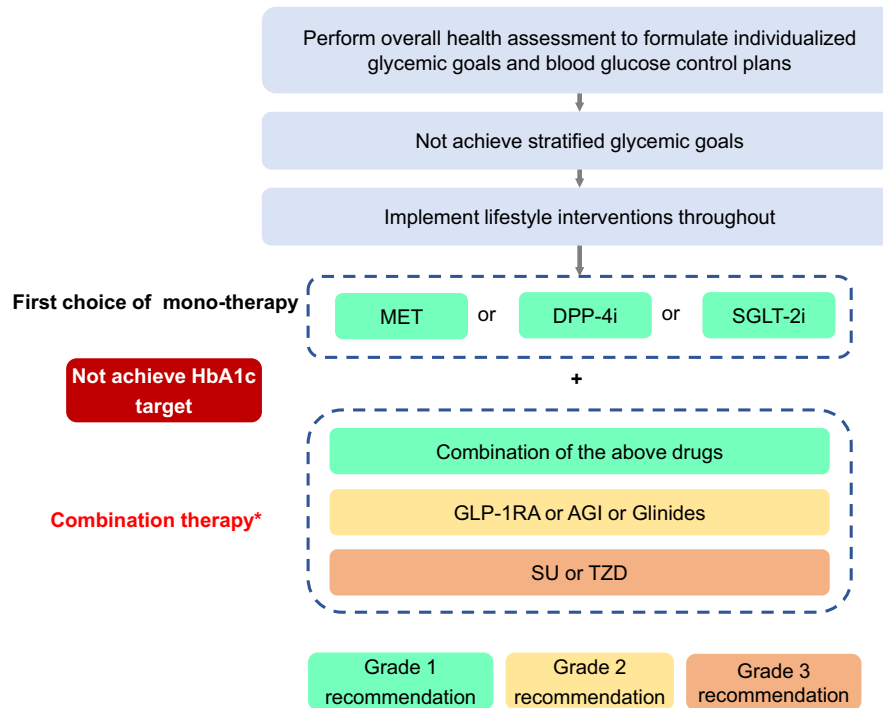 Perform overall health assessment to formulate individualized
glycemic goals and blood glucose control plans
Not achieve stratified glycemic goals
Implement lifestyle interventions throughout
First choice of mono-therapy
MET or DPP-4i or SGLT-2i
Not achieve HbA1c
target
+
Combination of the above drugs
Combination therapy*
GLP-1RA or AGI or Glinides
SU or TZD
Grade 1
recommendation
Grade 2
recommendation
Grade 3
recommendation